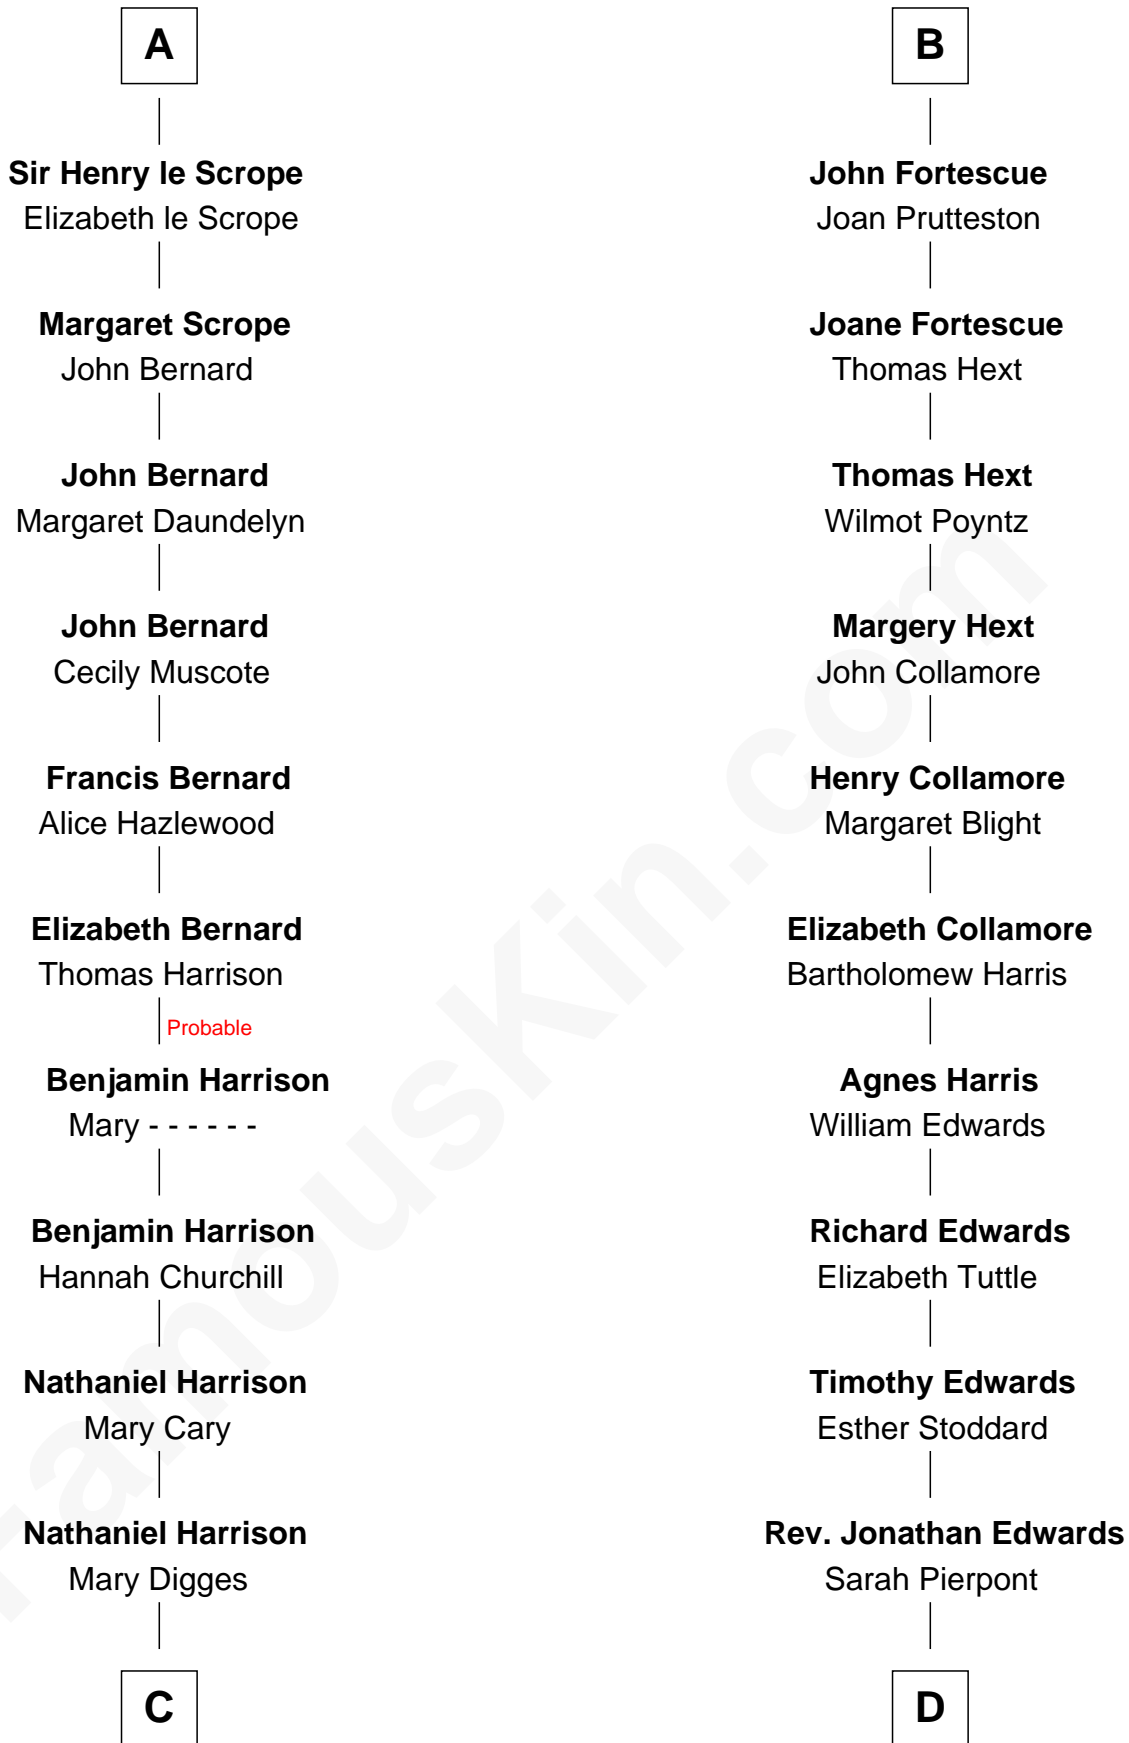 A
Sir Henry le Scrope
Elizabeth le Scrope
Margaret Scrope
John Bernard
John Bernard
Margaret Daundelyn
John Bernard
Cecily Muscote
Francis Bernard
Alice Hazlewood
Elizabeth Bernard
Thomas Harrison
Probable
Benjamin Harrison
Mary - - - - - -
Benjamin Harrison
Hannah Churchill
Nathaniel Harrison
Mary Cary
Nathaniel Harrison
Mary Digges
C
B
John Fortescue
Joan Prutteston
Joane Fortescue
Thomas Hext
Thomas Hext
Wilmot Poyntz
Margery Hext
John Collamore
Henry Collamore
Margaret Blight
Elizabeth Collamore
Bartholomew Harris
Agnes Harris
William Edwards
Richard Edwards
Elizabeth Tuttle
Timothy Edwards
Esther Stoddard
Rev. Jonathan Edwards
Sarah Pierpont
D
FamousKin.com